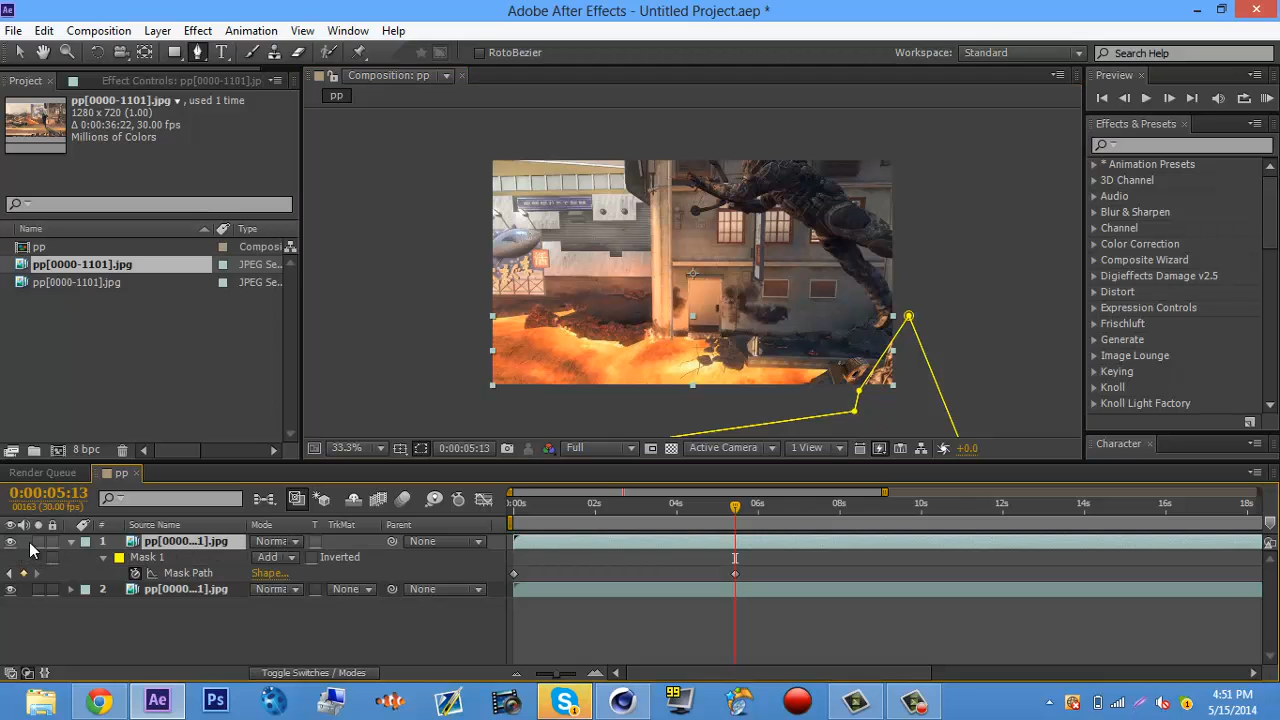 Adobe After Effects - Untitled Project.aep *
File Edit Composition Layer Effect Animation View Window Help
RotoBezier
Workspace: Standard
Search Help
Project
Effect Controls: pp[0000-1101].jp
Composition: pp
Preview
pp[0000-1101].jpg , used 1 time
1280 x 720 (1.00)
Δ 0:00:36:22, 30.00 fps
Millions of Colors
pp
Effects & Presets
* Animation Presets
3D Channel
Audio
Blur & Sharpen
Channel
Color Correction
Composite Wizard
Digieffects Damage v2.5
Distort
Expression Controls
Frischluft
Generate
Image Lounge
Keying
Knoll
Knoll Light Factory
Name Type
pp Composi
pp[0000-1101].jpg JPEG Se...
pp[0000-1101].jpg JPEG Se...
8 bpc
33.3% 0:00:05:13 Full Active Camera 1 View +0.0
Character
Render Queue pp
0:00:05:13
00163 (30.00 fps)
:00s 02s 04s 06s 08s 10s 12s 14s 16s 18s
# Source Name Mode T TrkMat Parent
1 pp[0000...1].jpg Norma None
Mask 1 Add Inverted
Mask Path Shape...
2 pp[0000...1].jpg Norma None None
Toggle Switches / Modes
99
4:51 PM
5/15/2014